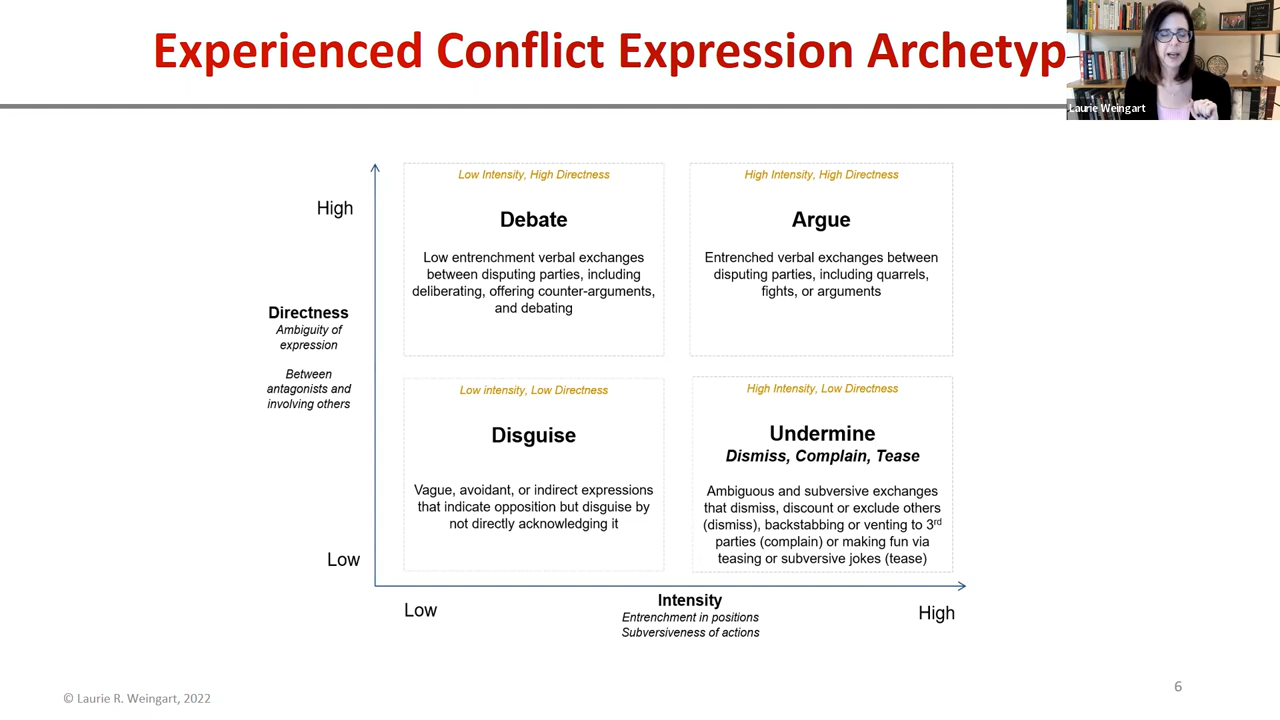 Experienced Conflict Expression Archetyp
Laurie Weingart
High
Low Intensity, High Directness
Debate
Low entrenchment verbal exchanges
between disputing parties, including
deliberating, offering counter-arguments,
and debating
High Intensity, High Directness
Argue
Entrenched verbal exchanges between
disputing parties, including quarrels,
fights, or arguments
Directness
Ambiguity of
expression
Between
antagonists and
involving others
Low intensity, Low Directness
Disguise
Vague, avoidant, or indirect expressions
that indicate opposition but disguise by
not directly acknowledging it
High Intensity, Low Directness
Undermine
Dismiss, Complain, Tease
Ambiguous and subversive exchanges
that dismiss, discount or exclude others
(dismiss), backstabbing or venting to 3rd
parties (complain) or making fun via
teasing or subversive jokes (tease)
Low
Low
Intensity
Entrenchment in positions
Subversiveness of actions
High
© Laurie R. Weingart, 2022
6